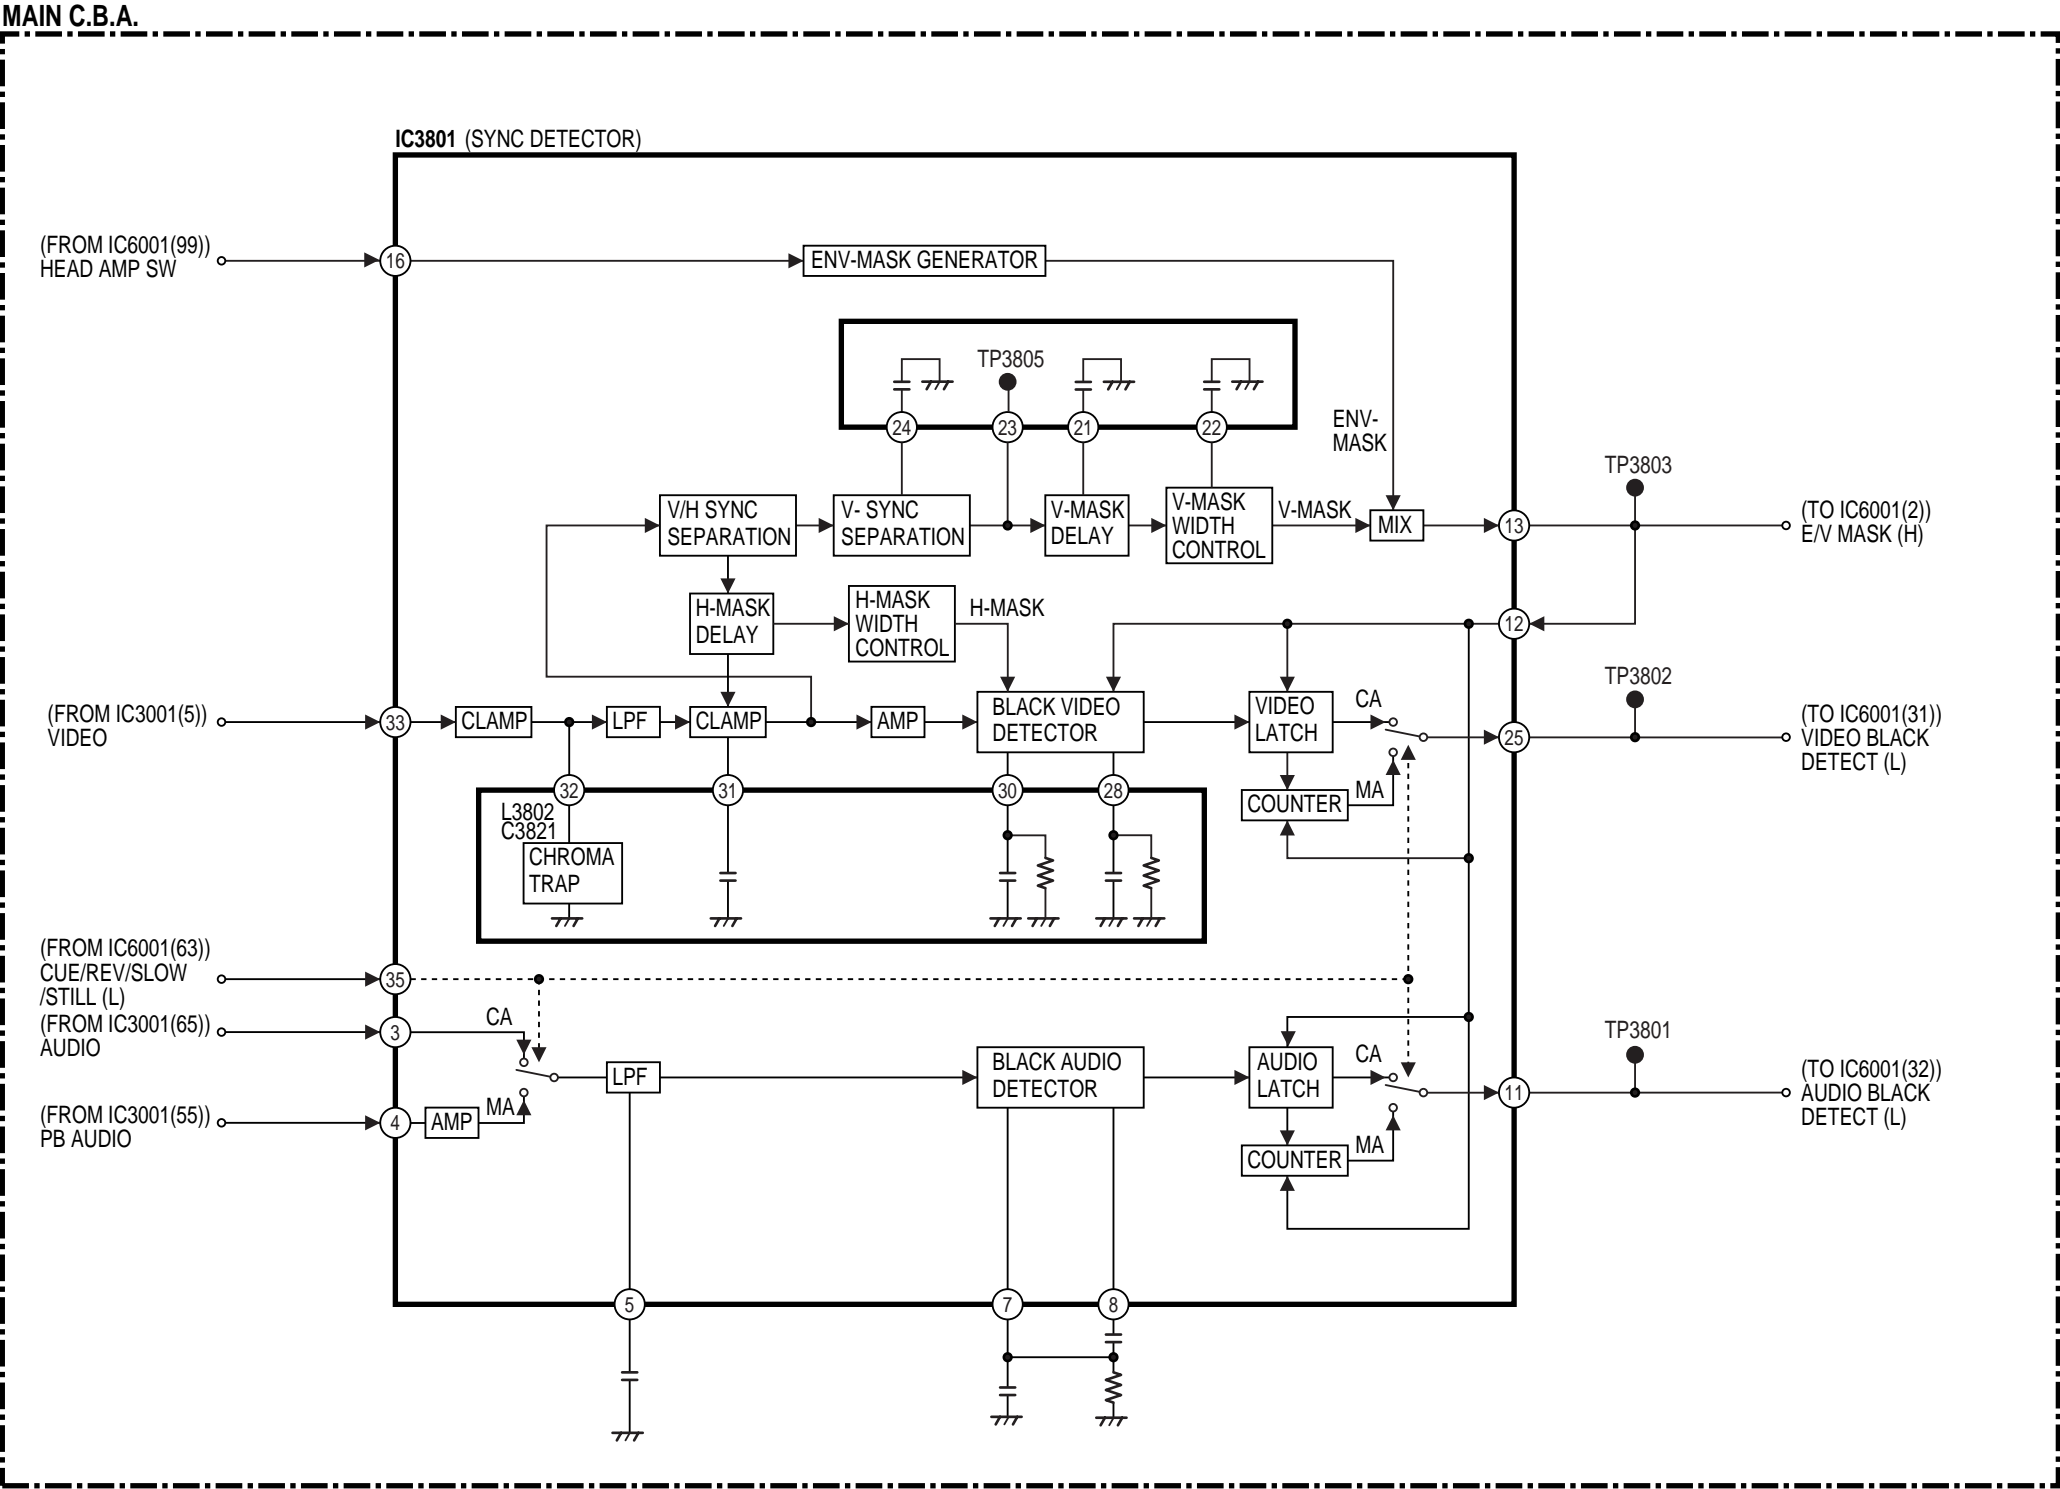 MAIN C.B.A.
IC3801 (SYNC DETECTOR)
(FROM IC6001(99))
HEAD AMP SW
16
ENV-MASK GENERATOR
TP3805
24
23
21
22
ENV-
MASK
TP3803
V/H SYNC
SEPARATION
V- SYNC
SEPARATION
V-MASK
DELAY
V-MASK
WIDTH
CONTROL
V-MASK
MIX
13
(TO IC6001(2))
E/V MASK (H)
H-MASK
DELAY
H-MASK
WIDTH
CONTROL
H-MASK
12
TP3802
(FROM IC3001(5))
VIDEO
33
CLAMP
LPF
CLAMP
AMP
BLACK VIDEO
DETECTOR
VIDEO
LATCH
CA
25
(TO IC6001(31))
VIDEO BLACK
DETECT (L)
32
31
30
28
COUNTER
MA
L3802
C3821
CHROMA
TRAP
(FROM IC6001(63))
CUE/REV/SLOW
/STILL (L)
35
(FROM IC3001(65))
AUDIO
3
CA
LPF
BLACK AUDIO
DETECTOR
AUDIO
LATCH
CA
TP3801
11
(TO IC6001(32))
AUDIO BLACK
DETECT (L)
(FROM IC3001(55))
PB AUDIO
4
AMP
MA
COUNTER
MA
5
7
8